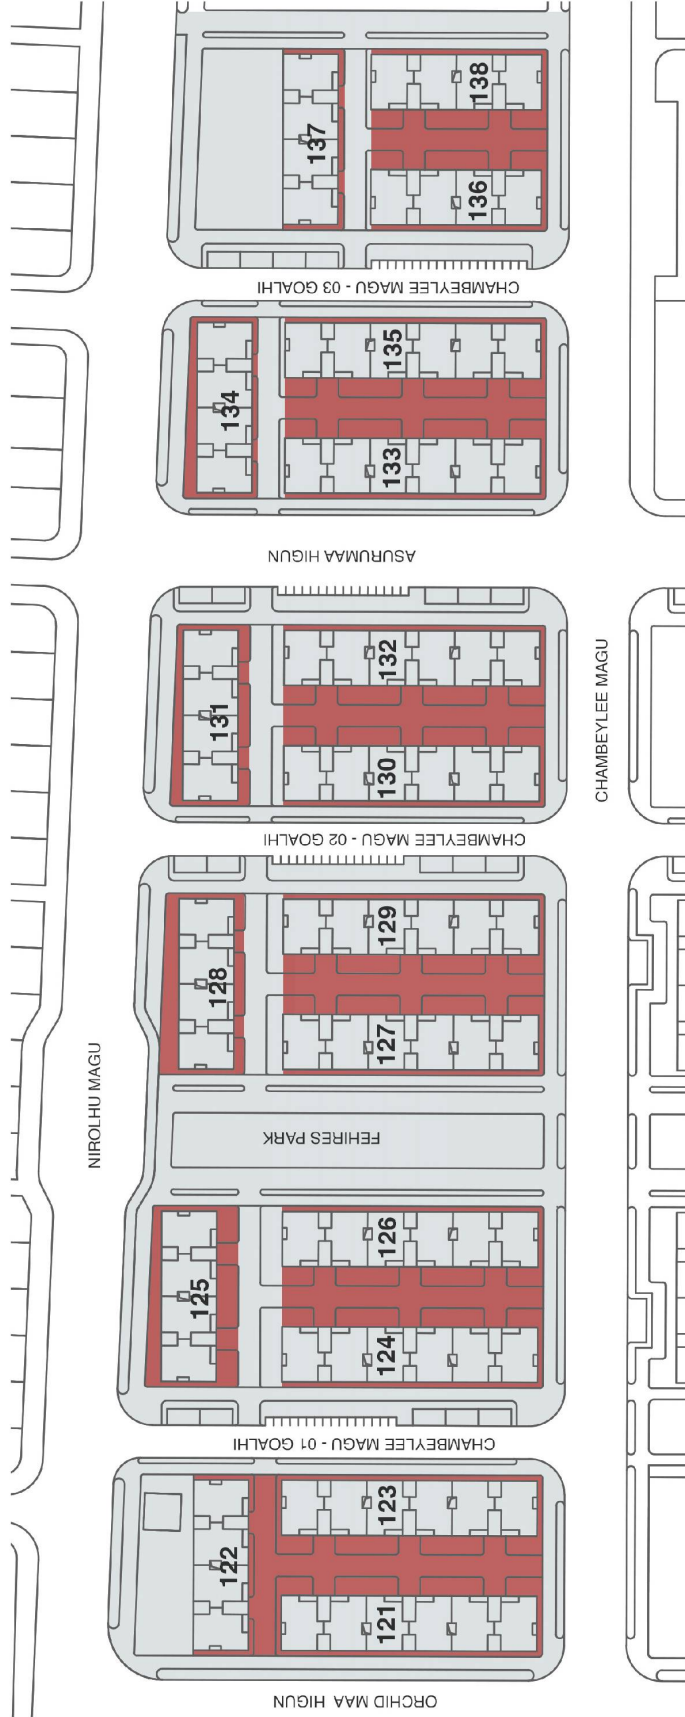 138
137
136
CHAMBEYLEE MAGU - 03 GOALHI
135
134
133
ASURUMAA HIGUN
132
131
130
CHAMBEYLEE MAGU
CHAMBEYLEE MAGU - 02 GOALHI
129
128
127
NIROLHU MAGU
FEHIRES PARK
126
125
124
CHAMBEYLEE MAGU - 01 GOALHI
123
122
121
ORCHID MAA HIGUN